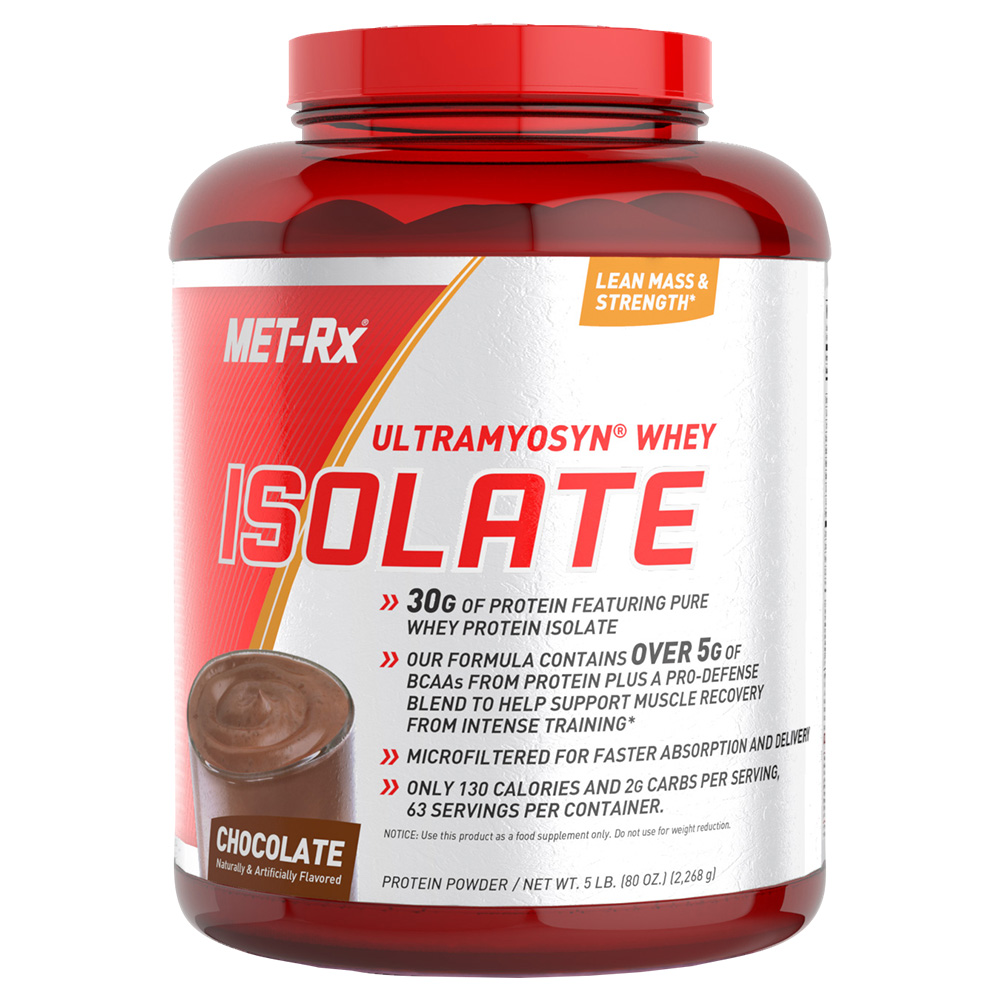 LEAN MASS &
STRENGTH*
MET-Rx®
ULTRAMYOSYN® WHEY
ISOLATE
» 30G OF PROTEIN FEATURING PURE
WHEY PROTEIN ISOLATE
» OUR FORMULA CONTAINS OVER 5G OF
BCAAs FROM PROTEIN PLUS A PRO-DEFENSE
BLEND TO HELP SUPPORT MUSCLE RECOVERY
FROM INTENSE TRAINING*
» MICROFILTERED FOR FASTER ABSORPTION AND DELIVERY
» ONLY 130 CALORIES AND 2G CARBS PER SERVING,
63 SERVINGS PER CONTAINER.
NOTICE: Use this product as a food supplement only. Do not use for weight reduction.
CHOCOLATE
Naturally & Artificially Flavored
PROTEIN POWDER / NET WT. 5 LB. (80 OZ.) (2,268 g)